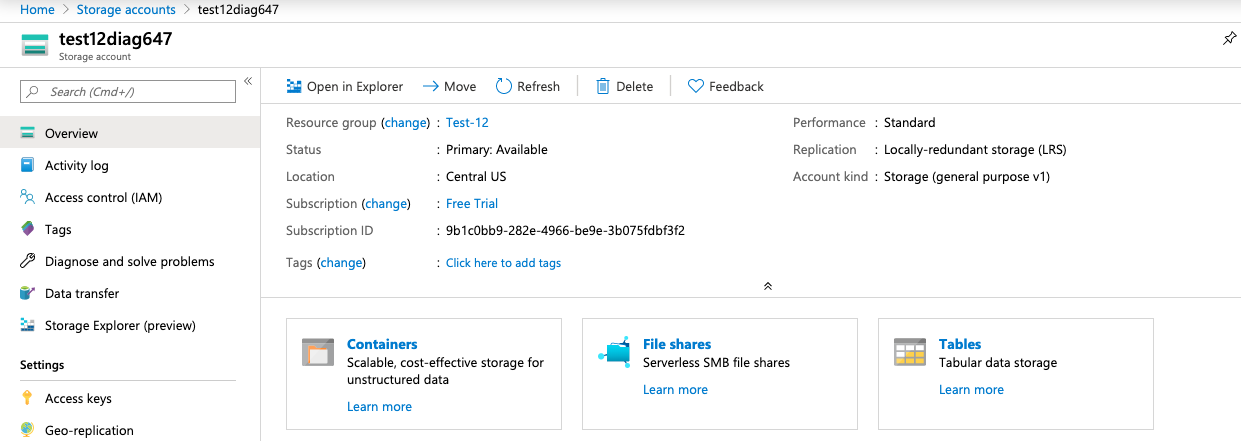 Home > Storage accounts > test12diag647
test12diag647
Storage account
Search (Cmd+/)
«
Overview
Activity log
Access control (IAM)
Tags
Diagnose and solve problems
Data transfer
Storage Explorer (preview)
Settings
Access keys
Geo-replication
Open in Explorer Move Refresh Delete Feedback
Resource group (change) : Test-12
Status : Primary: Available
Location : Central US
Subscription (change) : Free Trial
Subscription ID : 9b1c0bb9-282e-4966-be9e-3b075fdbf3f2
Tags (change) : Click here to add tags
Performance : Standard
Replication : Locally-redundant storage (LRS)
Account kind : Storage (general purpose v1)
Containers
Scalable, cost-effective storage for
unstructured data
Learn more
File shares
Serverless SMB file shares
Learn more
Tables
Tabular data storage
Learn more